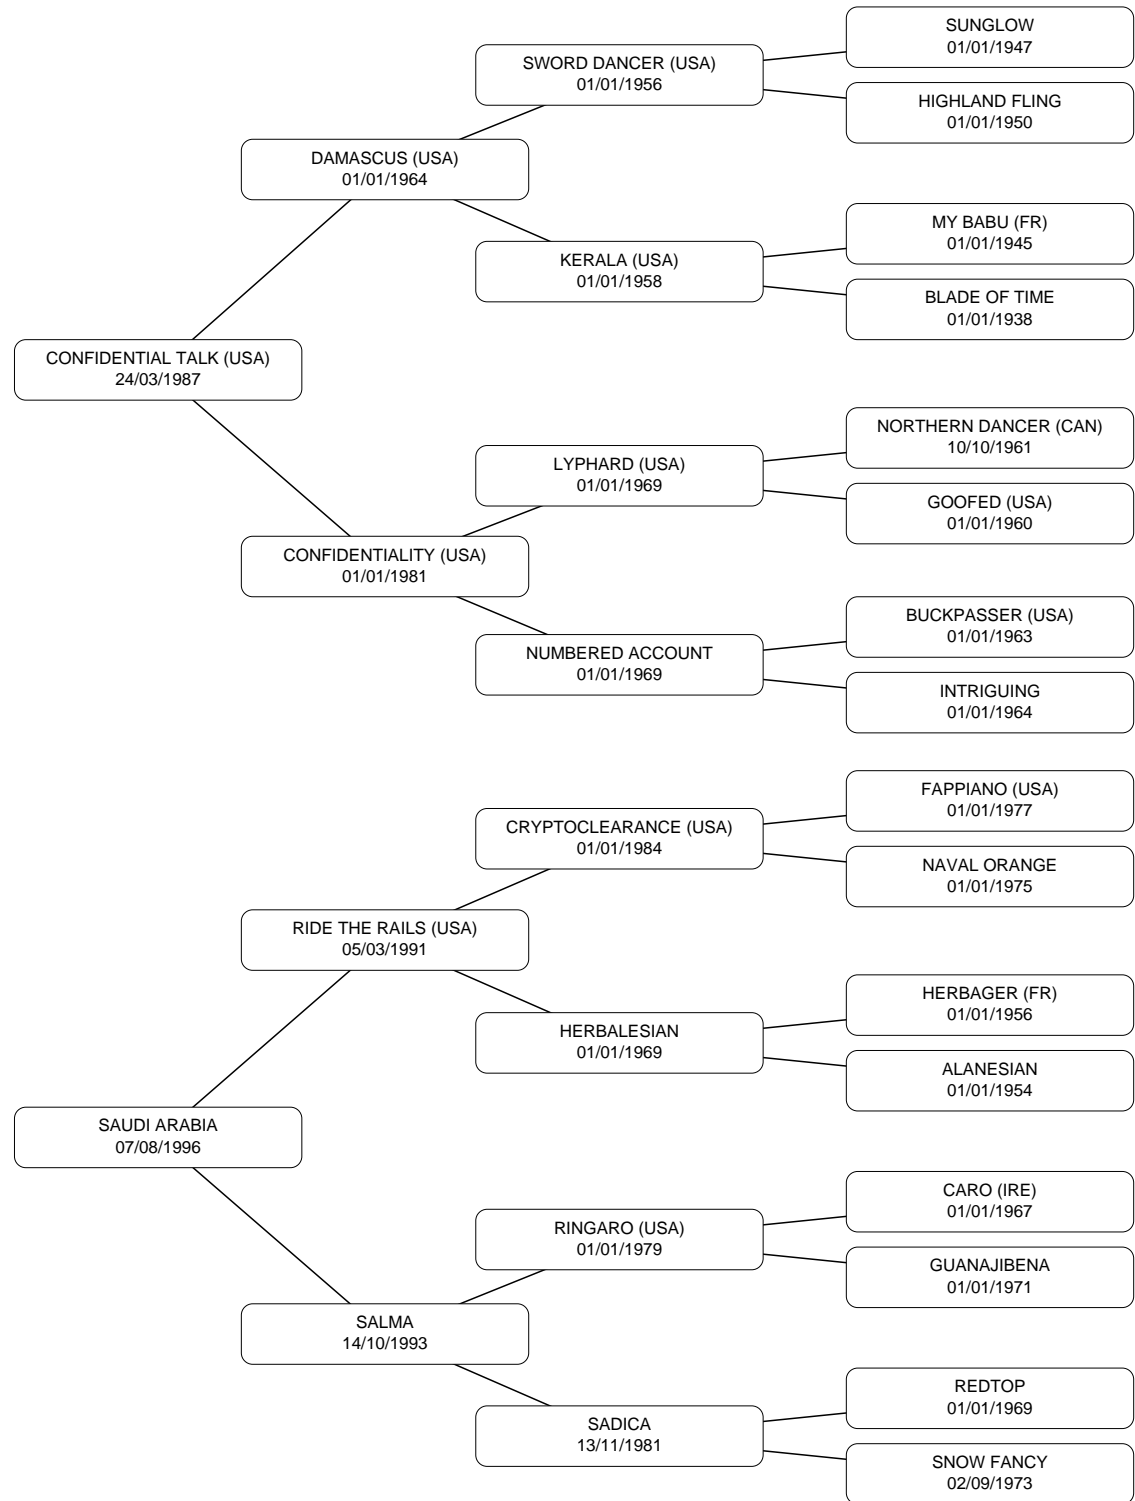 SUNGLOW
01/01/1947
SWORD DANCER (USA)
01/01/1956
HIGHLAND FLING
01/01/1950
DAMASCUS (USA)
01/01/1964
MY BABU (FR)
01/01/1945
KERALA (USA)
01/01/1958
BLADE OF TIME
01/01/1938
CONFIDENTIAL TALK (USA)
24/03/1987
NORTHERN DANCER (CAN)
10/10/1961
LYPHARD (USA)
01/01/1969
GOOFED (USA)
01/01/1960
CONFIDENTIALITY (USA)
01/01/1981
BUCKPASSER (USA)
01/01/1963
NUMBERED ACCOUNT
01/01/1969
INTRIGUING
01/01/1964
FAPPIANO (USA)
01/01/1977
CRYPTOCLEARANCE (USA)
01/01/1984
NAVAL ORANGE
01/01/1975
RIDE THE RAILS (USA)
05/03/1991
HERBAGER (FR)
01/01/1956
HERBALESIAN
01/01/1969
ALANESIAN
01/01/1954
SAUDI ARABIA
07/08/1996
CARO (IRE)
01/01/1967
RINGARO (USA)
01/01/1979
GUANAJIBENA
01/01/1971
SALMA
14/10/1993
REDTOP
01/01/1969
SADICA
13/11/1981
SNOW FANCY
02/09/1973